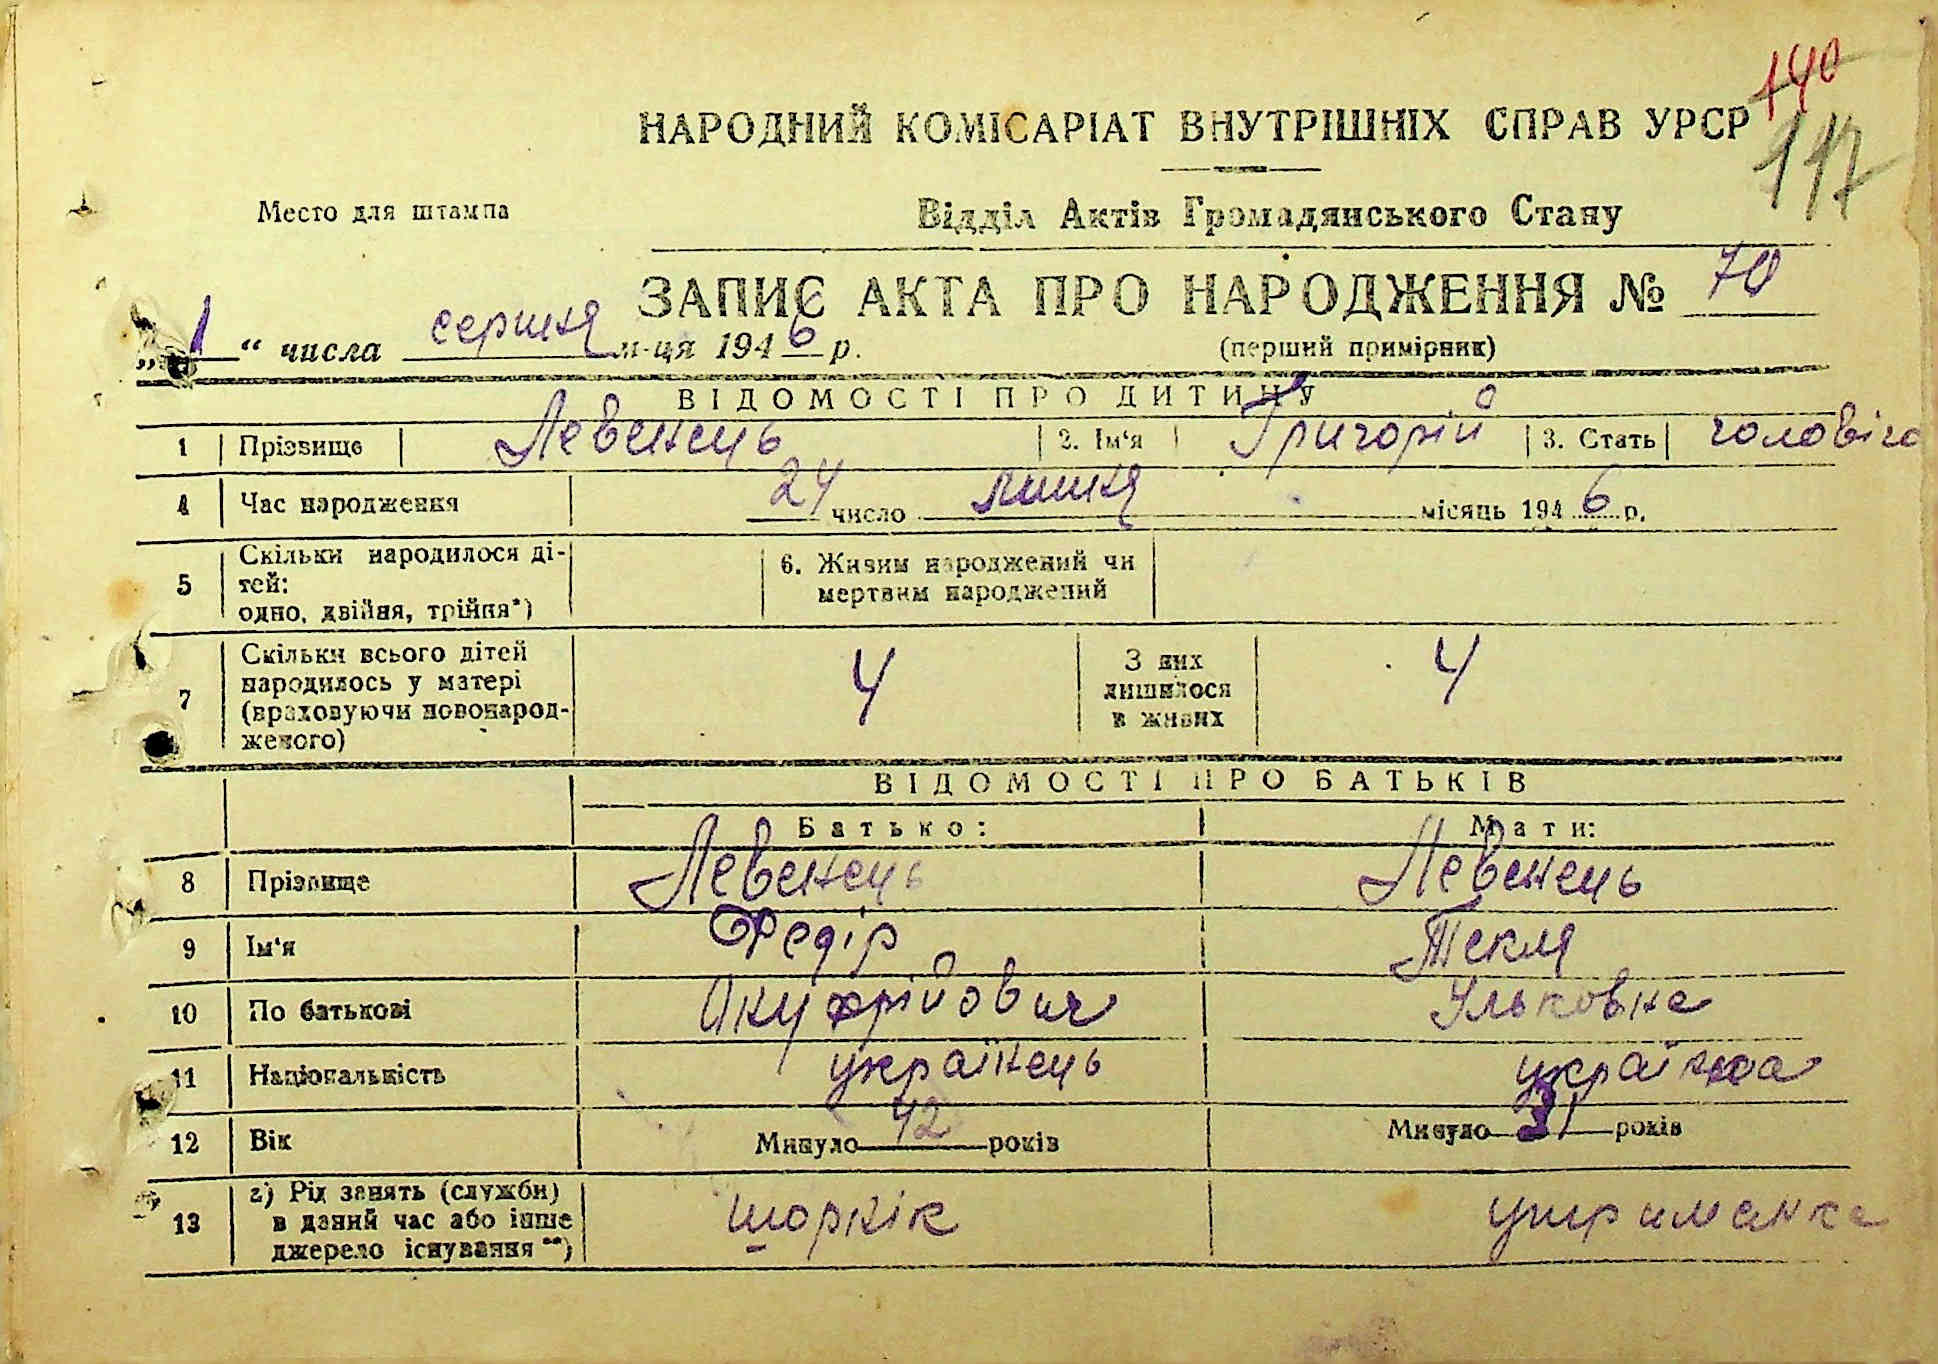 140
НАРОДНИЙ КОМІСАРІАТ ВНУТРІШНІХ СПРАВ УРСР
117
Место для штампа
Відділ Актів Громадянського Стану
ЗАПИС АКТА ПРО НАРОДЖЕННЯ № 70
„1“ числа серпня м-ця 1946 р.
(перший примірник)
ВІДОМОСТІ ПРО ДИТИНУ
1 Прізвище Левенець 2. Ім‘я Григорій 3. Стать чоловіча
4 Час народження 24 число липня місяць 1946 р.
5 Скільки народилося ді-
тей:
одно, двійня, трійня*)
6. Живим народжений чи
мертвим народжений
7 Скільки всього дітей
народилось у матері
(враховуючи новонарод-
женого)
4
З них
лишилося
в живих
4
ВІДОМОСТІ ПРО БАТЬКІВ
Батько: Мати:
8 Прізвище Левенець Левенець
9 Ім‘я Федір Текля
10 По батькові Онуфрійович Ульковна
11 Національність українець українка
12 Вік Минуло 42 років Минуло 31 років
13 г) Рід занять (служби)
в даний час або інше
джерело існування **)
шорнік утриманка